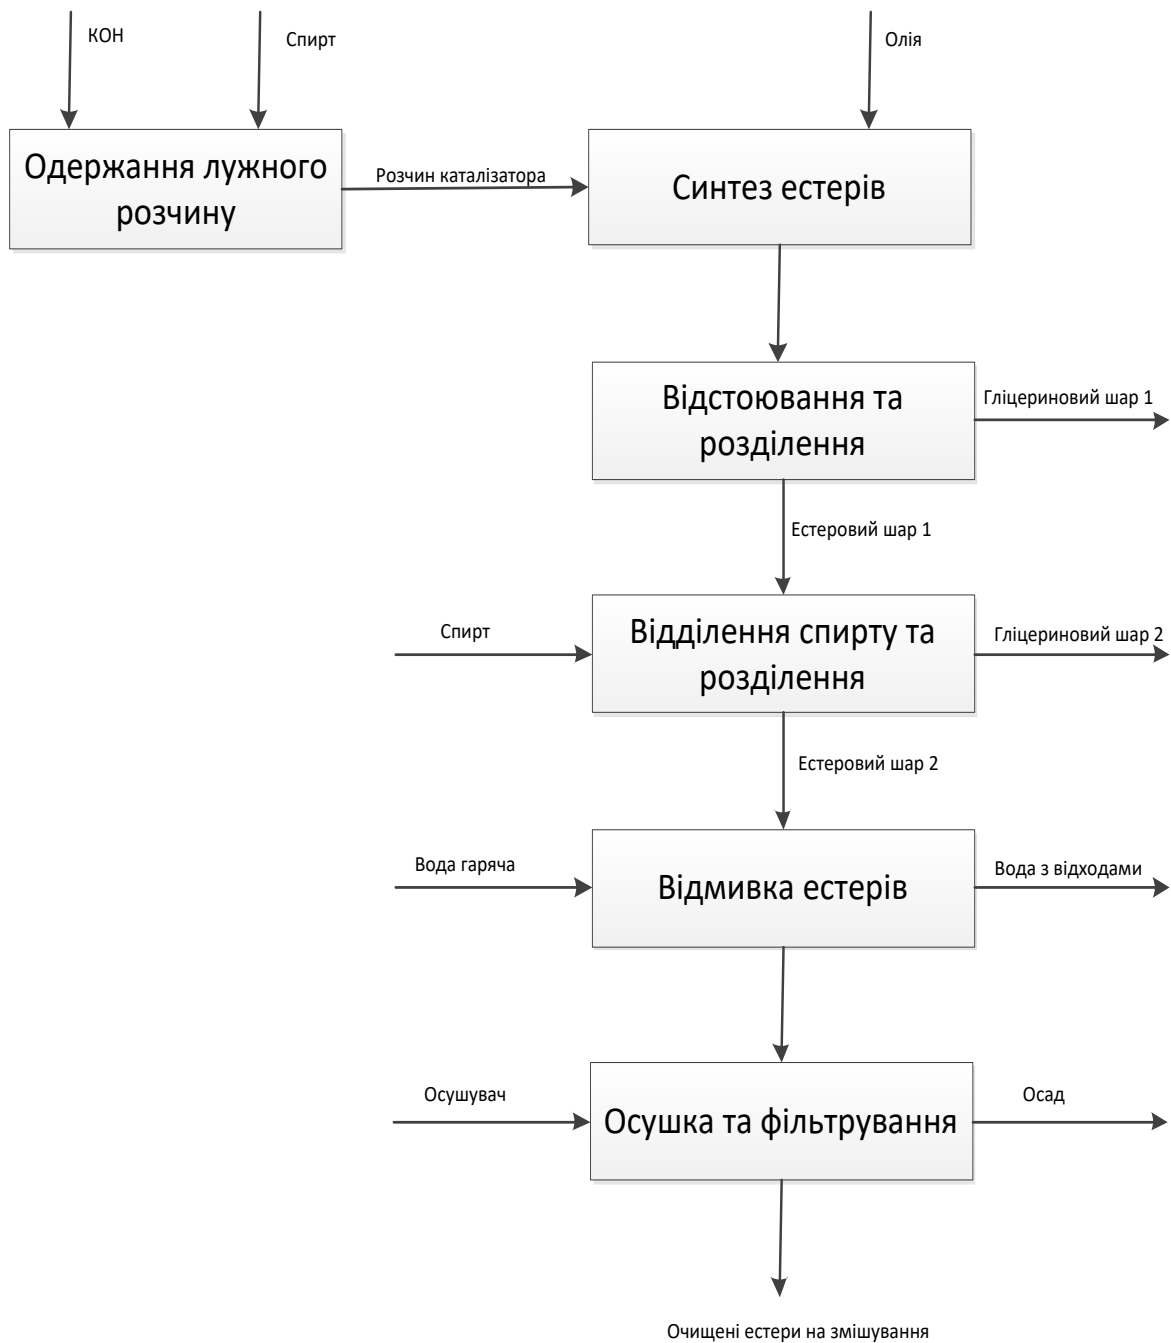 КОН
Спирт
Олія
Одержання лужного
розчину
Розчин каталізатора
Синтез естерів
Відстоювання та
розділення
Гліцериновий шар 1
Естеровий шар 1
Спирт
Відділення спирту та
розділення
Гліцериновий шар 2
Естеровий шар 2
Вода гаряча
Відмивка естерів
Вода з відходами
Осушувач
Осушка та фільтрування
Осад
Очищені естери на змішування